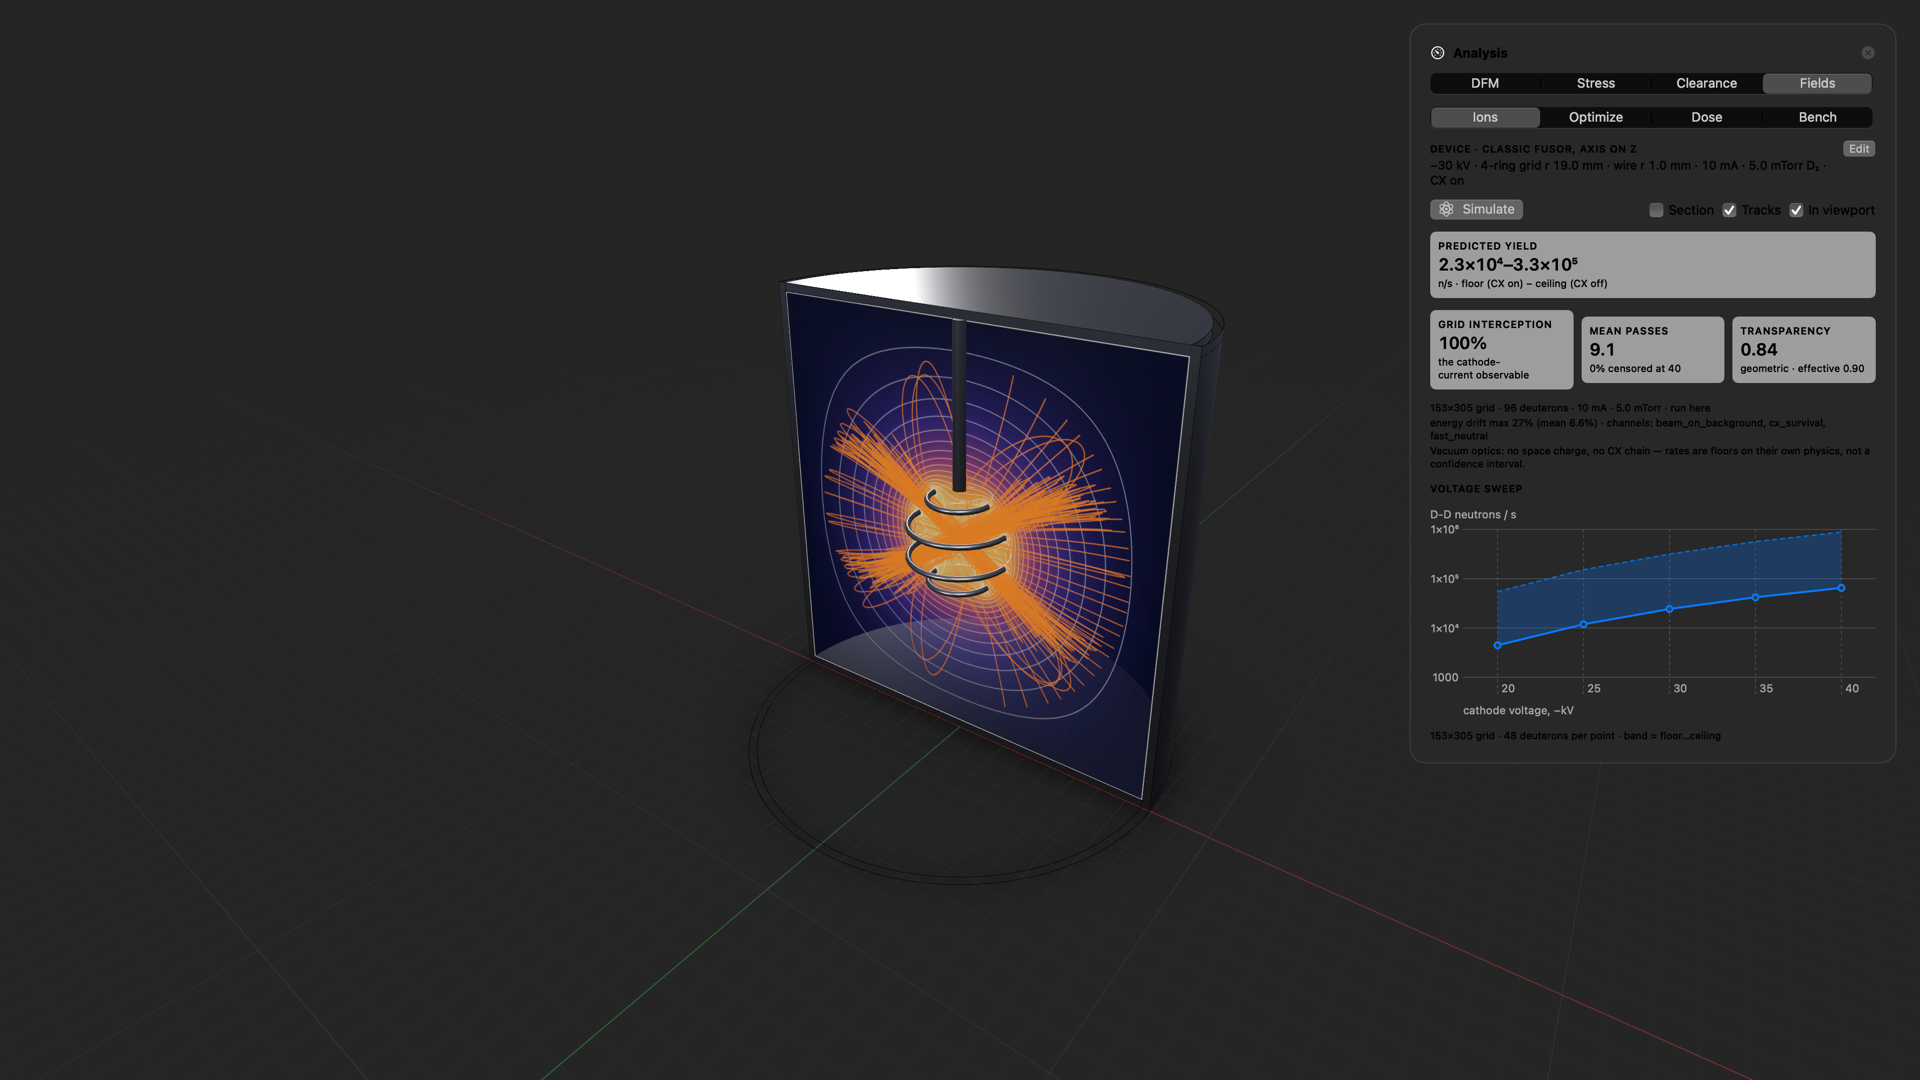 Analysis
DFM Stress Clearance Fields
Ions Optimize Dose Bench
DEVICE · CLASSIC FUSOR, AXIS ON Z
Edit
−30 kV · 4-ring grid r 19.0 mm · wire r 1.0 mm · 10 mA · 5.0 mTorr D₂ ·
CX on
Simulate Section Tracks In viewport
PREDICTED YIELD
2.3×10⁴–3.3×10⁵
n/s · floor (CX on) – ceiling (CX off)
GRID INTERCEPTION
100%
the cathode-
current observable
MEAN PASSES
9.1
0% censored at 40
TRANSPARENCY
0.84
geometric · effective 0.90
153×305 grid · 96 deuterons · 10 mA · 5.0 mTorr · run here
energy drift max 27% (mean 6.6%) · channels: beam_on_background, cx_survival,
fast_neutral
Vacuum optics: no space charge, no CX chain — rates are floors on their own physics, not a
confidence interval.
VOLTAGE SWEEP
D-D neutrons / s
1×10⁶
1×10⁵
1×10⁴
1000
20 25 30 35 40
cathode voltage, −kV
153×305 grid · 48 deuterons per point · band = floor…ceiling